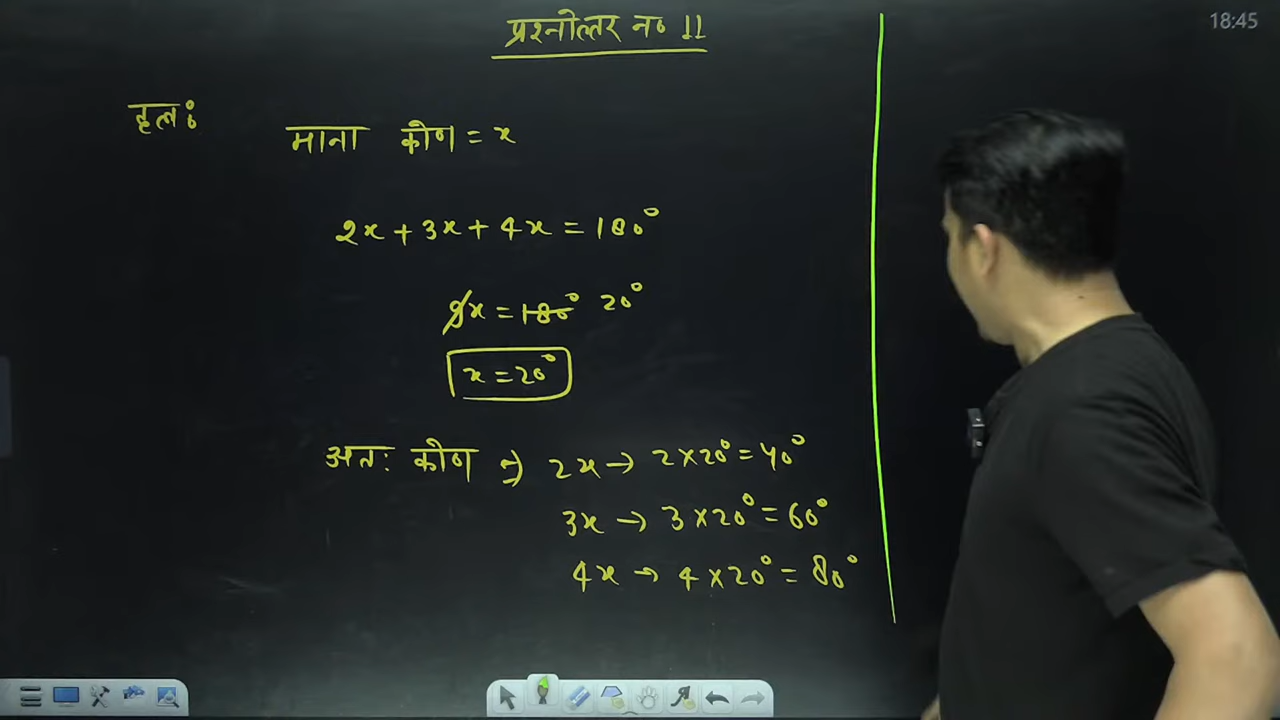 18:45
प्रश्नोत्तर न० 11
हलः
माना कोण = x
2x + 3x + 4x = 180°
9x = 180° 20°
x = 20°
अतः कोण ⇒ 2x → 2×20° = 40°
3x → 3×20° = 60°
4x → 4×20° = 80°